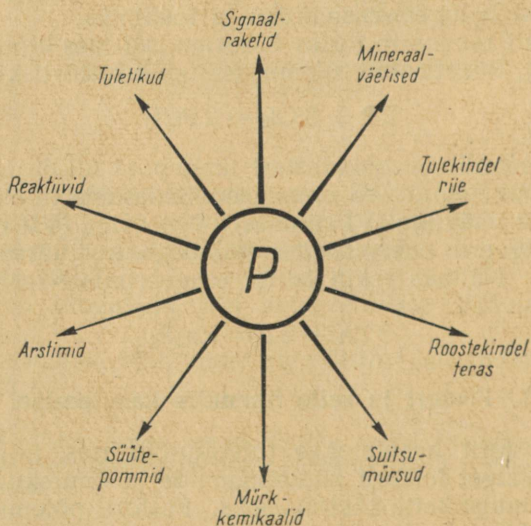 Signaal-
raketid
Mineraal-
väetised
Tuletikud
Tulekindel
riie
Reaktiivid
P
Arstimid
Roostekindel
teras
Süüte-
pommid
Suitsu-
mürsud
Mürk-
kemikaalid